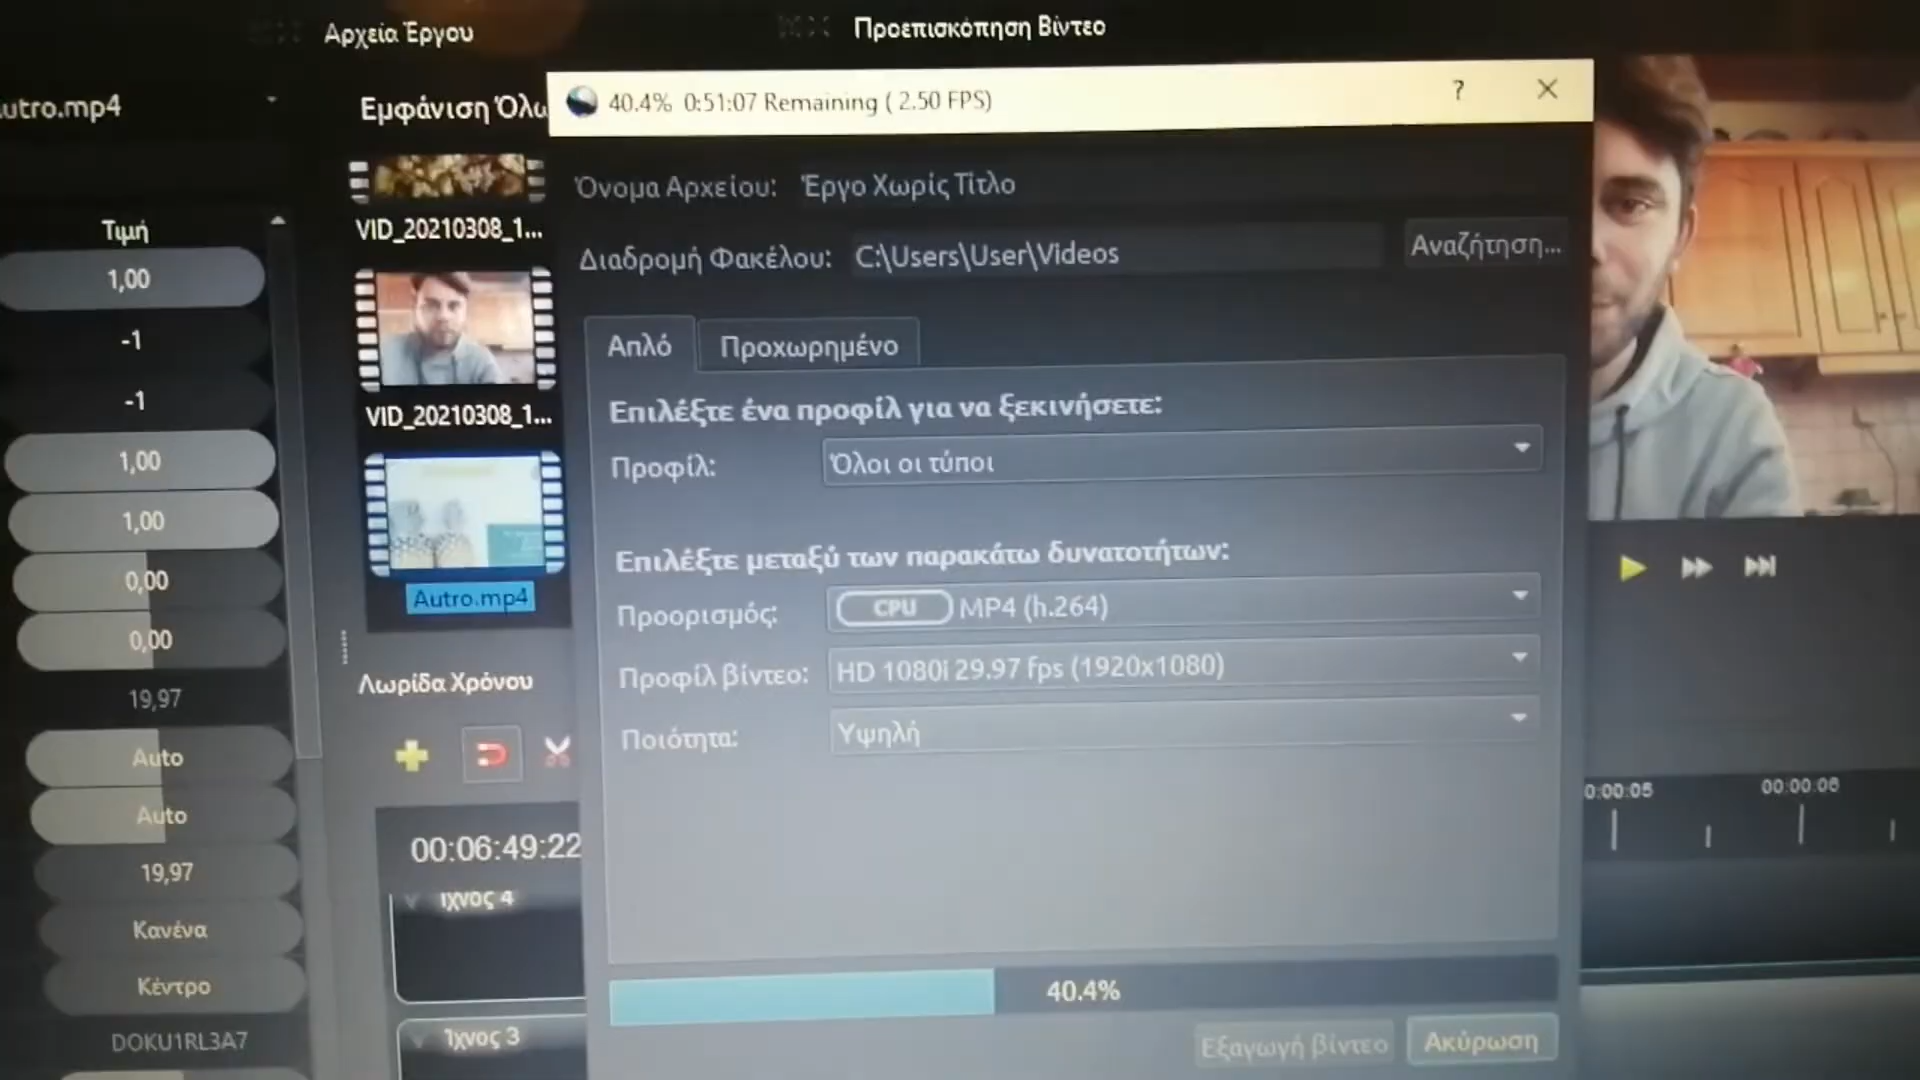 Αρχεία Έργου
Προεπισκόπηση Βίντεο
utro.mp4
Εμφάνιση Όλω
40.4% 0:51:07 Remaining ( 2.50 FPS)
?
Όνομα Αρχείου: Έργο Χωρίς Τίτλο
VID_20210308_1...
Τιμή
Διαδρομή Φακέλου: C:\Users\User\Videos
Αναζήτηση...
1,00
-1
Απλό
Προχωρημένο
-1
VID_20210308_1...
Επιλέξτε ένα προφίλ για να ξεκινήσετε:
1,00
Προφίλ: Όλοι οι τύποι
1,00
0,00
Επιλέξτε μεταξύ των παρακάτω δυνατοτήτων:
Autro.mp4
Προορισμός: CPU MP4 (h.264)
0,00
Λωρίδα Χρόνου
Προφίλ βίντεο: HD 1080i 29.97 fps (1920x1080)
19,97
Ποιότητα: Υψηλή
Auto
0:00:05
00:00:06
Auto
00:06:49:22
19,97
Ίχνος 4
Κανένα
Κέντρο
40.4%
DOKU1RL3A7
Ίχνος 3
Εξαγωγή βίντεο
Ακύρωση